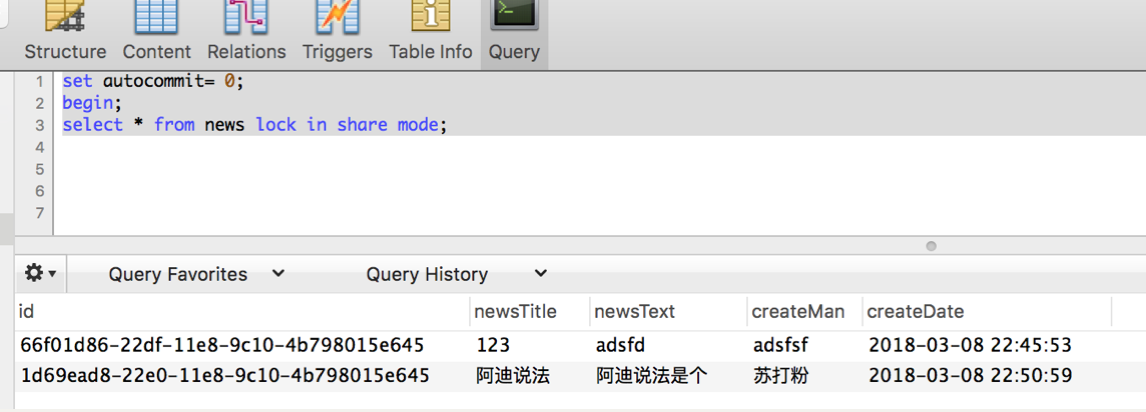 Structure Content Relations Triggers Table Info Query
1 set autocommit= 0;
2 begin;
3 select * from news lock in share mode;
4
5
6
7
Query Favorites Query History
id newsTitle newsText createMan createDate
66f01d86-22df-11e8-9c10-4b798015e645 123 adsfd adsfsf 2018-03-08 22:45:53
1d69ead8-22e0-11e8-9c10-4b798015e645 阿迪说法 阿迪说法是个 苏打粉 2018-03-08 22:50:59